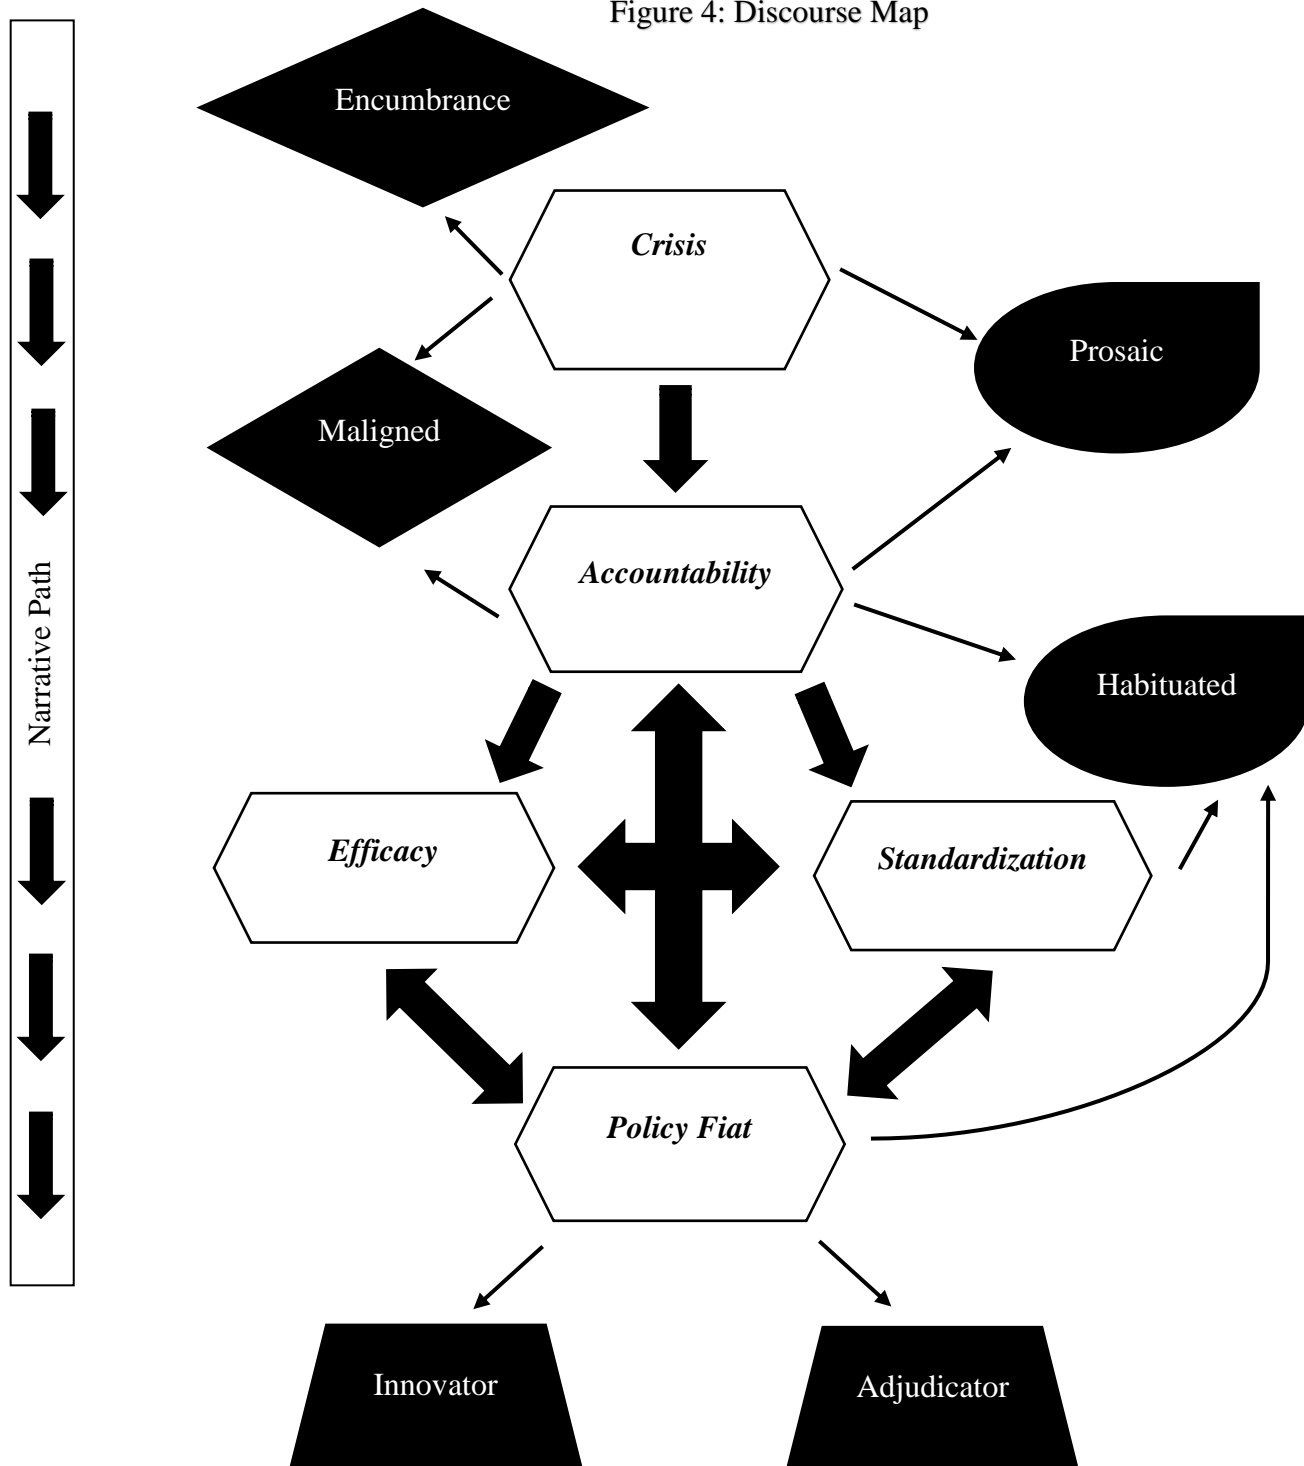 Figure 4: Discourse Map
Encumbrance
Crisis
Prosaic
Maligned
Accountability
Narrative Path
Habituated
Efficacy
Standardization
Policy Fiat
Innovator
Adjudicator